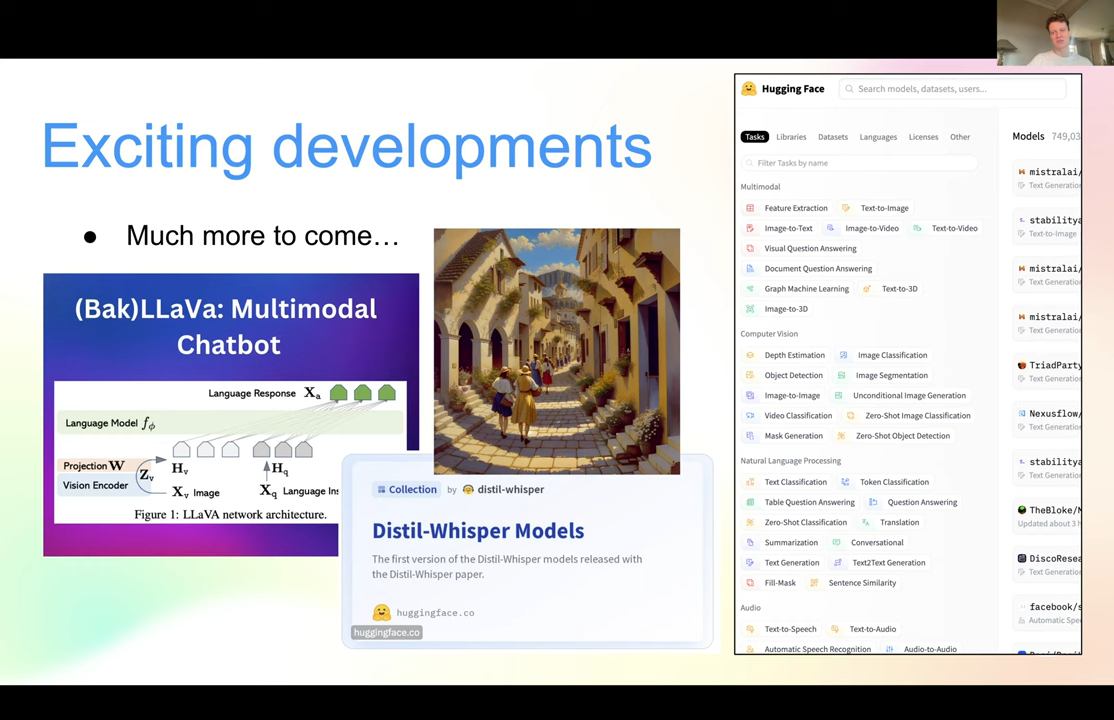 Exciting developments
● Much more to come…
(Bak)LLaVa: Multimodal
Chatbot
Language Response Xa
Language Model fϕ
Projection W
Vision Encoder
Zv
Hv
Hq
Xv Image
Xq Language Ins
Figure 1: LLaVA network architecture.
Collection by distil-whisper
Distil-Whisper Models
The first version of the Distil-Whisper models released with
the Distil-Whisper paper.
huggingface.co
huggingface.co
Hugging Face
Search models, datasets, users...
Tasks Libraries Datasets Languages Licenses Other
Filter Tasks by name
Multimodal
Feature Extraction Text-to-Image
Image-to-Text Image-to-Video Text-to-Video
Visual Question Answering
Document Question Answering
Graph Machine Learning Text-to-3D
Image-to-3D
Computer Vision
Depth Estimation Image Classification
Object Detection Image Segmentation
Image-to-Image Unconditional Image Generation
Video Classification Zero-Shot Image Classification
Mask Generation Zero-Shot Object Detection
Natural Language Processing
Text Classification Token Classification
Table Question Answering Question Answering
Zero-Shot Classification Translation
Summarization Conversational
Text Generation Text2Text Generation
Fill-Mask Sentence Similarity
Audio
Text-to-Speech Text-to-Audio
Automatic Speech Recognition Audio-to-Audio
Models 749,03
mistralai/
Text Generation
stabilitya
Text-to-Image
mistralai/
Text Generation
mistralai/
Text Generation
TriadParty
Text Generation
Nexusflow/
Text Generation
stabilitya
Text Generation
TheBloke/M
Updated about 3 h
DiscoResea
Text Generation
facebook/s
Automatic Spe